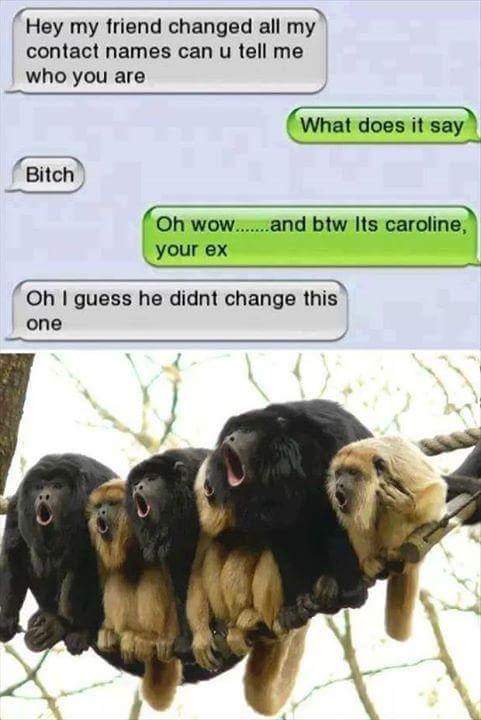 Hey my friend changed all my
contact names can u tell me
who you are
What does it say
Bitch
Oh wow.......and btw Its caroline,
your ex
Oh I guess he didnt change this
one